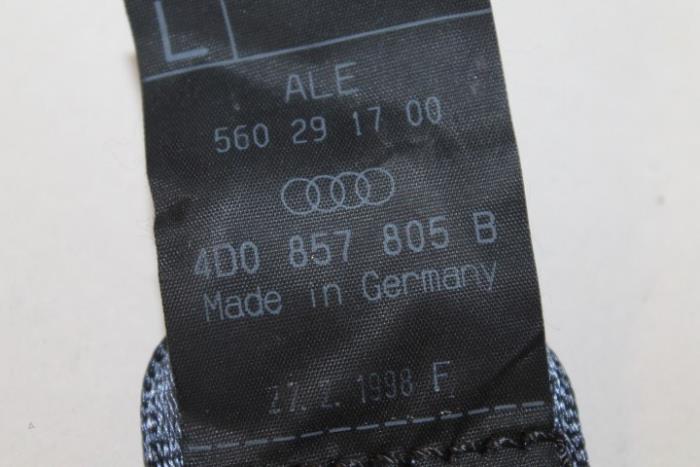 L
ALE
560 29 17 00
4D0 857 805 B
Made in Germany
27. 2. 1998 F